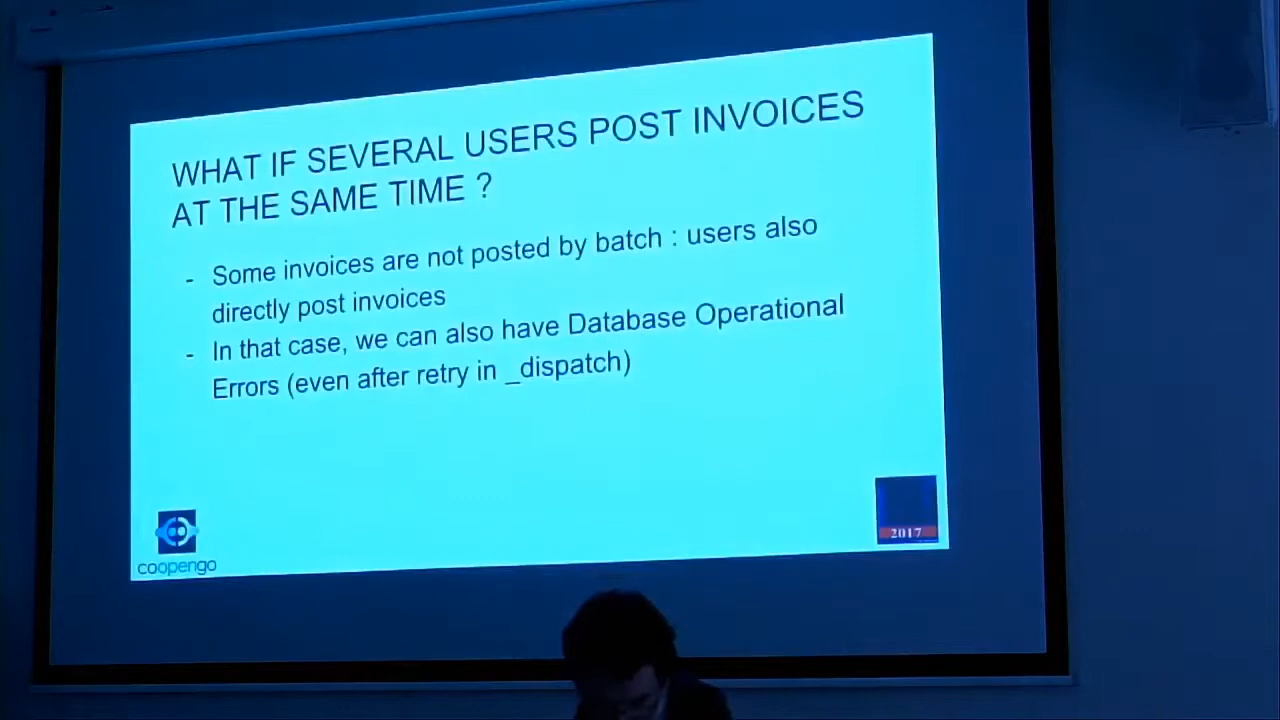 WHAT IF SEVERAL USERS POST INVOICES
AT THE SAME TIME ?
- Some invoices are not posted by batch : users also
directly post invoices
- In that case, we can also have Database Operational
Errors (even after retry in _dispatch)
coopengo
2017